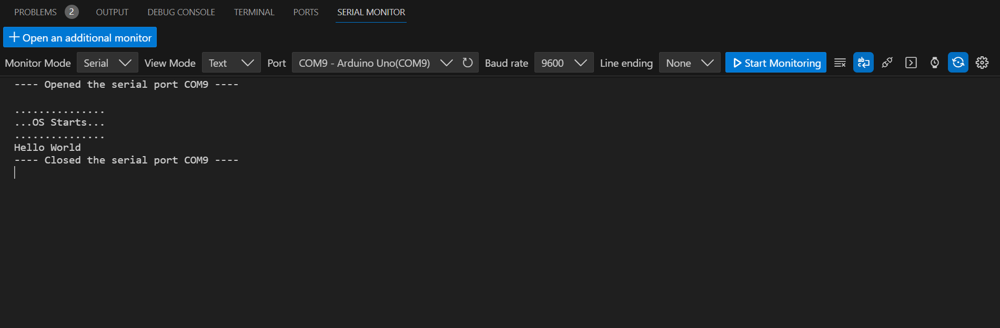 PROBLEMS 2 OUTPUT DEBUG CONSOLE TERMINAL PORTS SERIAL MONITOR
Open an additional monitor
Monitor Mode Serial View Mode Text Port COM9 - Arduino Uno(COM9) Baud rate 9600 Line ending None Start Monitoring
---- Opened the serial port COM9 ----
...............
...OS Starts...
...............
Hello World
---- Closed the serial port COM9 ----